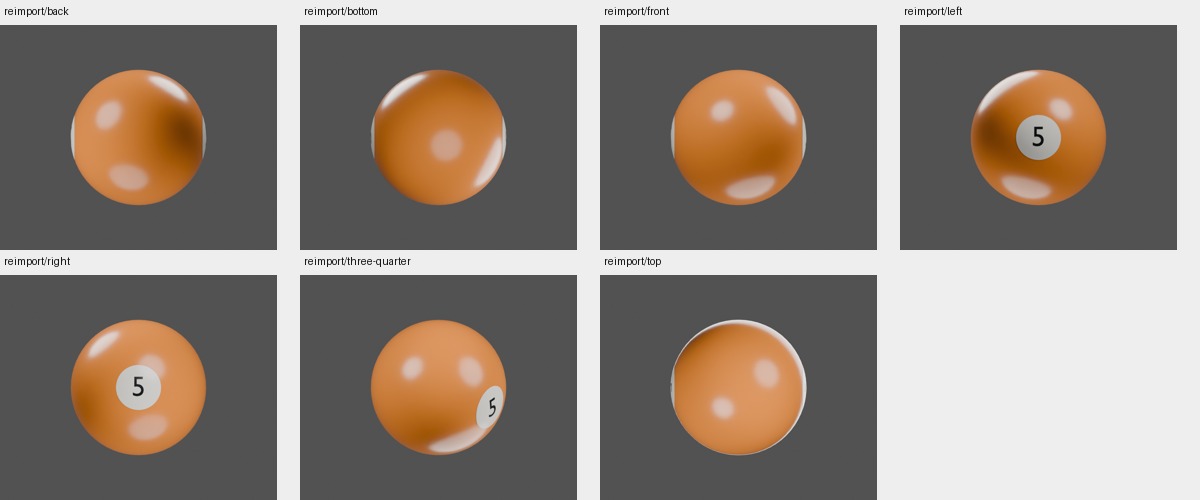 reimport/back
reimport/bottom
reimport/front
reimport/left
5
reimport/right
reimport/three-quarter
reimport/top
5
5